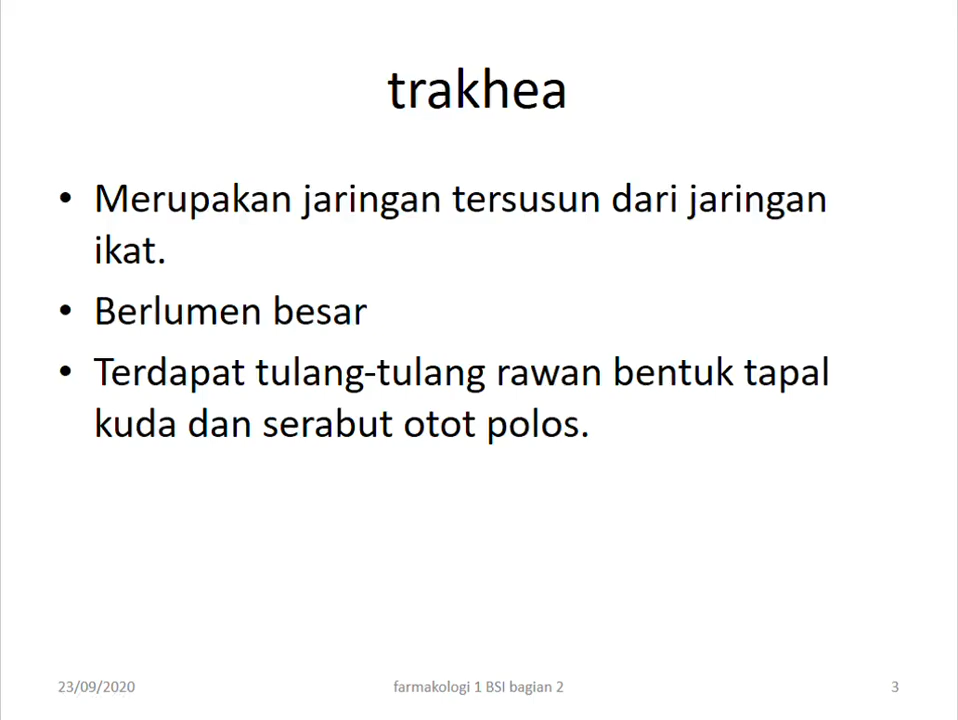 trakhea
• Merupakan jaringan tersusun dari jaringan
ikat.
• Berlumen besar
• Terdapat tulang-tulang rawan bentuk tapal
kuda dan serabut otot polos.
23/09/2020
farmakologi 1 BSI bagian 2
3